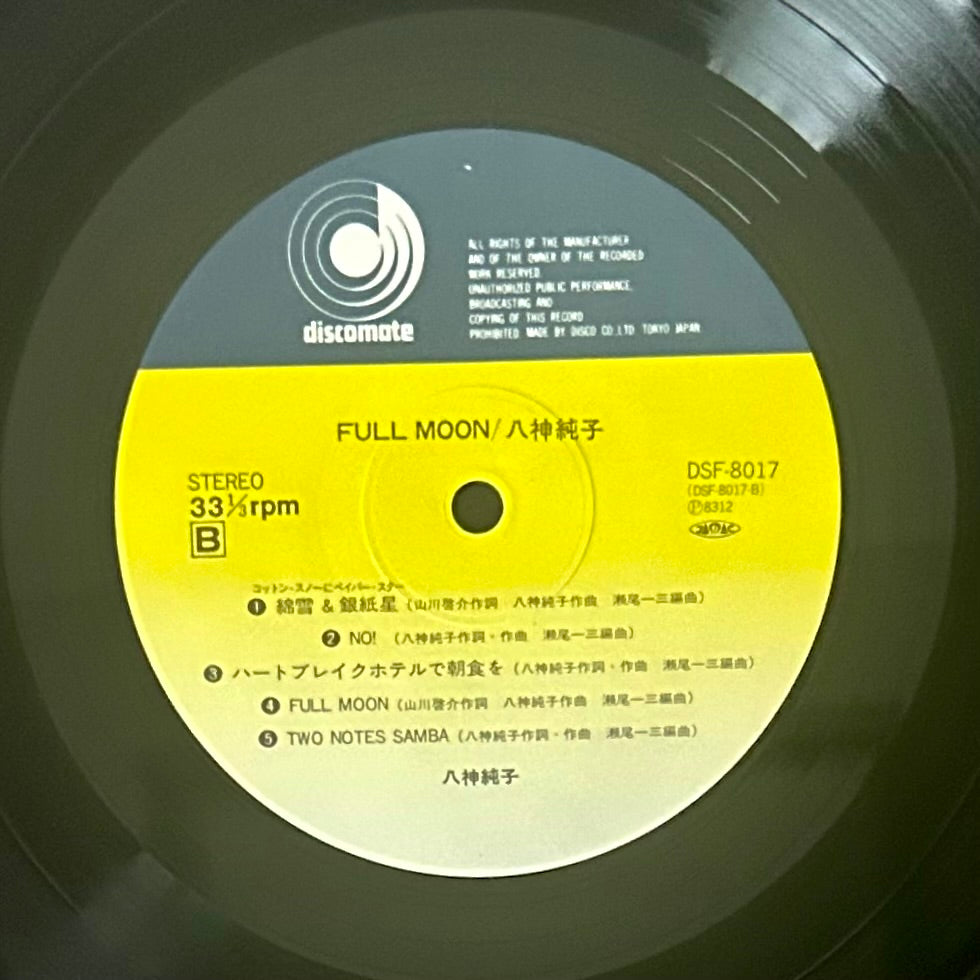 discomate
ALL RIGHTS OF THE MANUFACTURER
AND OF THE OWNER OF THE RECORDED
WORK RESERVED
UNAUTHORIZED PUBLIC PERFORMANCE,
BROADCASTING AND
COPYING OF THIS RECORD
PROHIBITED MADE BY DISCO CO.LTD TOKYO JAPAN
FULL MOON/八神純子
STEREO
33⅓rpm
B
DSF-8017
(DSF-8017-B)
Ⓟ8312
コットン・スノーにペイパー・スター
❶ 綿雪 & 銀紙星 (山川啓介作詞 八神純子作曲 瀬尾一三編曲)
❷ NO! (八神純子作詞・作曲 瀬尾一三編曲)
❸ ハートブレイクホテルで朝食を (八神純子作詞・作曲 瀬尾一三編曲)
❹ FULL MOON (山川啓介作詞 八神純子作曲 瀬尾一三編曲)
❺ TWO NOTES SAMBA (八神純子作詞・作曲 瀬尾一三編曲)
八神純子